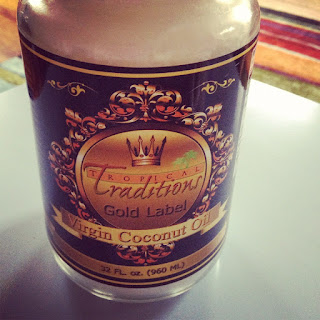 TROPICAL
Traditions
Gold Label
Virgin Coconut Oil
32 FL. oz. (960 ML)